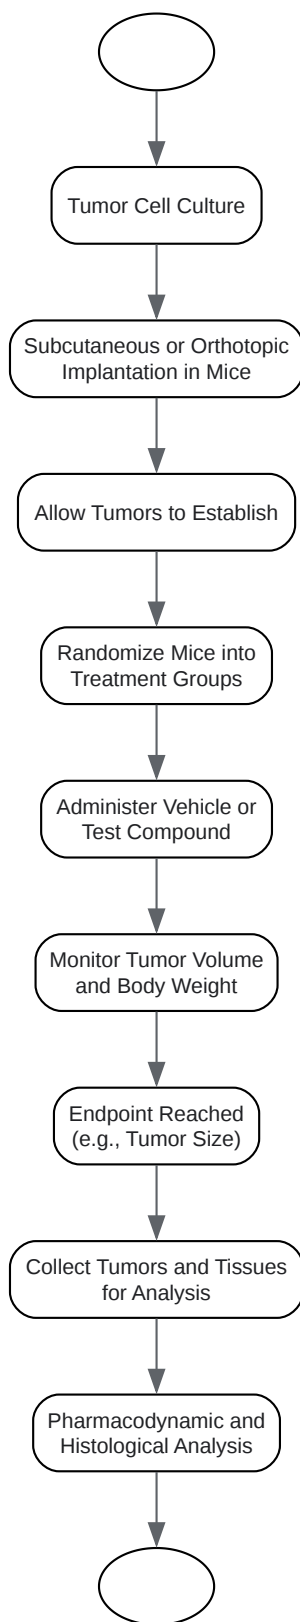 Tumor Cell Culture
Subcutaneous or Orthotopic
Implantation in Mice
Allow Tumors to Establish
Randomize Mice into
Treatment Groups
Administer Vehicle or
Test Compound
Monitor Tumor Volume
and Body Weight
Endpoint Reached
(e.g., Tumor Size)
Collect Tumors and Tissues
for Analysis
Pharmacodynamic and
Histological Analysis